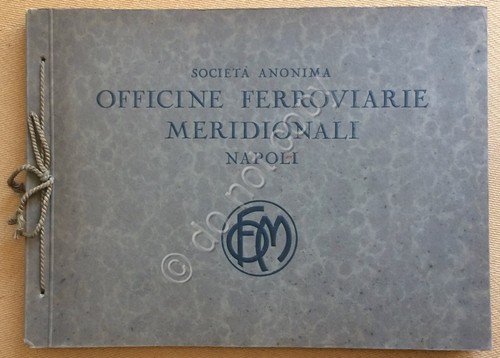 SOCIETÀ ANONIMA
OFFICINE FERROVIARIE
MERIDIONALI
NAPOLI
OFM